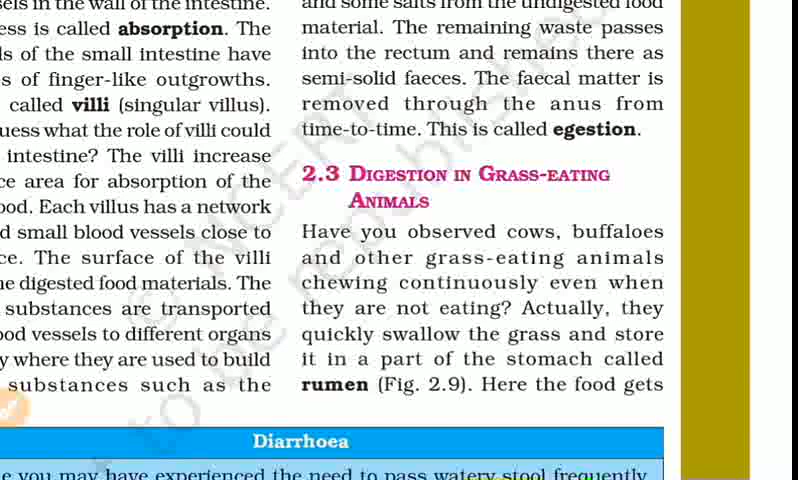 in the wall of the intestine.
ess is called absorption. The
s of the small intestine have
s of finger-like outgrowths.
called villi (singular villus).
uess what the role of villi could
intestine? The villi increase
ce area for absorption of the
ood. Each villus has a network
d small blood vessels close to
ce. The surface of the villi
e digested food materials. The
substances are transported
ood vessels to different organs
y where they are used to build
substances such as the
and some salts from the undigested food
material. The remaining waste passes
into the rectum and remains there as
semi-solid faeces. The faecal matter is
removed through the anus from
time-to-time. This is called egestion.
2.3 DIGESTION IN GRASS-EATING
ANIMALS
Have you observed cows, buffaloes
and other grass-eating animals
chewing continuously even when
they are not eating? Actually, they
quickly swallow the grass and store
it in a part of the stomach called
rumen (Fig. 2.9). Here the food gets
Diarrhoea
e you may have experienced the need to pass watery stool frequently.
© NCERT
to be republished